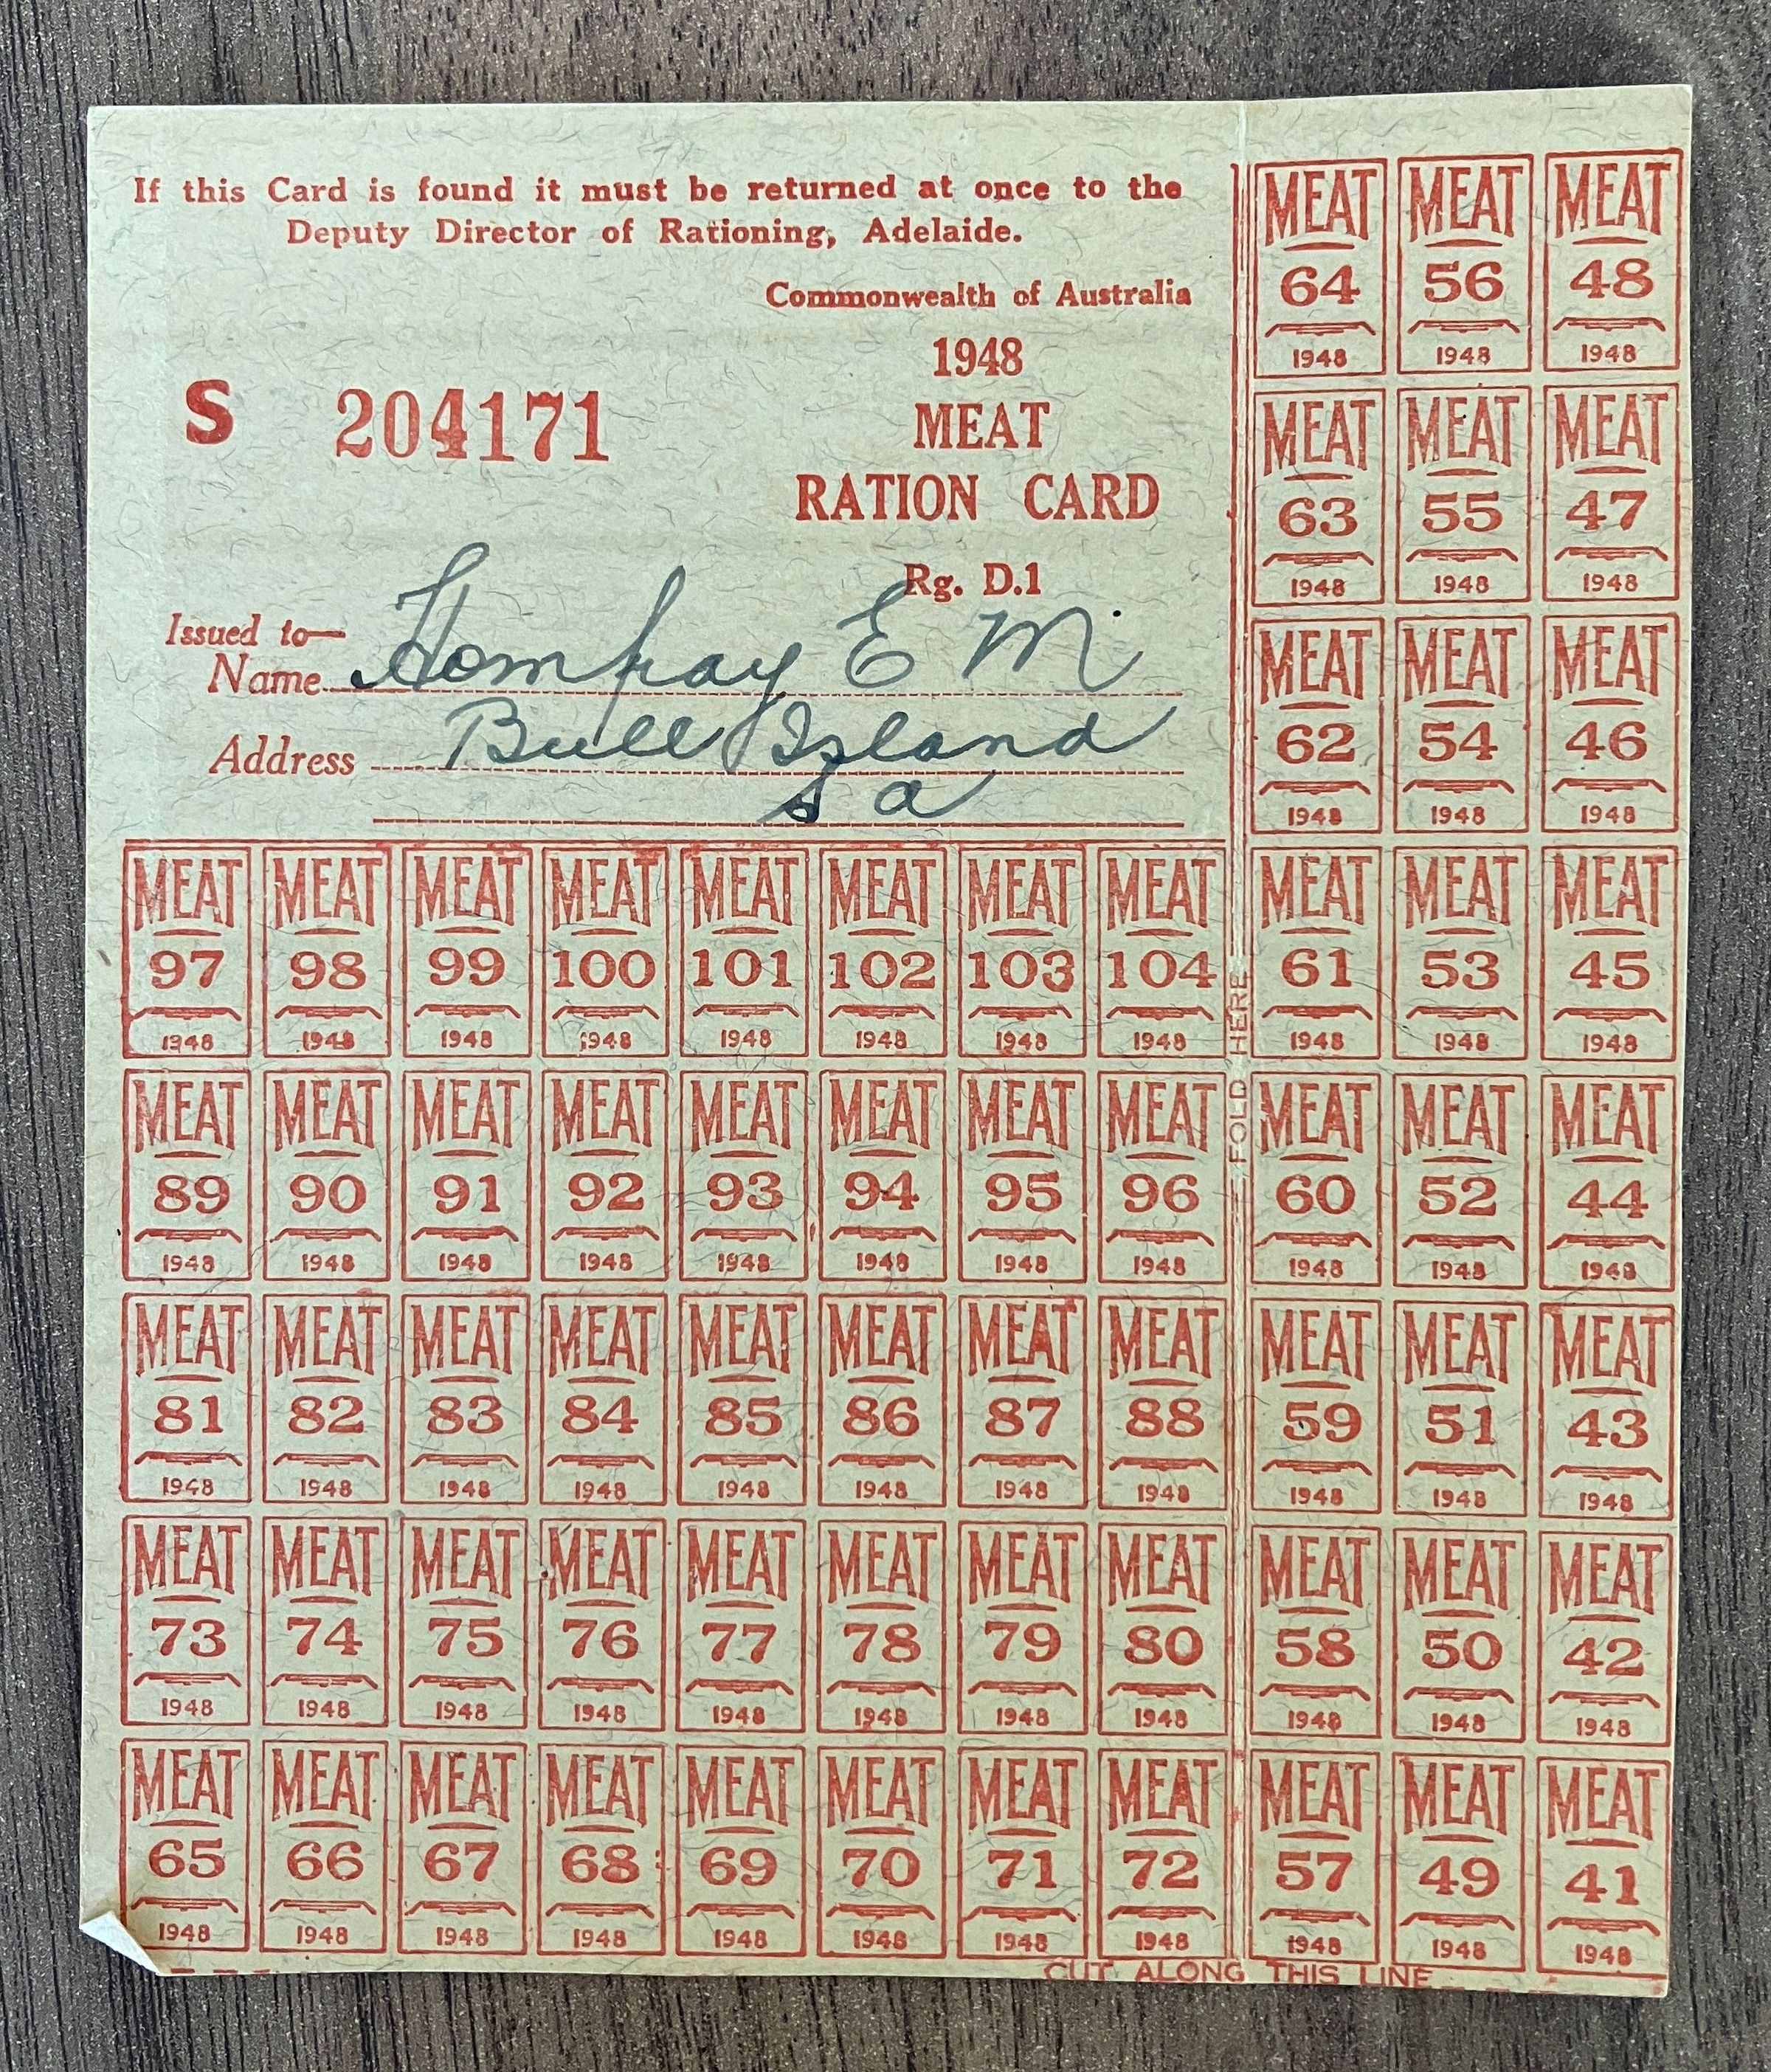 If this Card is found it must be returned at once to the
Deputy Director of Rationing, Adelaide.
Commonwealth of Australia
1948
S 204171
MEAT
RATION CARD
Rg. D.1
Issued to—
Name Homfray E M
Address Bull Island
S a
MEAT MEAT MEAT
64 56 48
1948 1948 1948
MEAT MEAT MEAT
63 55 47
1948 1948 1948
MEAT MEAT MEAT
62 54 46
1948 1948 1948
MEAT MEAT MEAT MEAT MEAT MEAT MEAT MEAT MEAT MEAT MEAT
97 98 99 100 101 102 103 104 61 53 45
1948 1948 1948 1948 1948 1948 1948 1948 1948 1948 1948
FOLD HERE
MEAT MEAT MEAT MEAT MEAT MEAT MEAT MEAT MEAT MEAT MEAT
89 90 91 92 93 94 95 96 60 52 44
1948 1948 1948 1948 1948 1948 1948 1948 1948 1948 1948
MEAT MEAT MEAT MEAT MEAT MEAT MEAT MEAT MEAT MEAT MEAT
81 82 83 84 85 86 87 88 59 51 43
1948 1948 1948 1948 1948 1948 1948 1948 1948 1948 1948
MEAT MEAT MEAT MEAT MEAT MEAT MEAT MEAT MEAT MEAT MEAT
73 74 75 76 77 78 79 80 58 50 42
1948 1948 1948 1948 1948 1948 1948 1948 1948 1948 1948
MEAT MEAT MEAT MEAT MEAT MEAT MEAT MEAT MEAT MEAT MEAT
65 66 67 68 69 70 71 72 57 49 41
1948 1948 1948 1948 1948 1948 1948 1948 1948 1948 1948
CUT ALONG THIS LINE